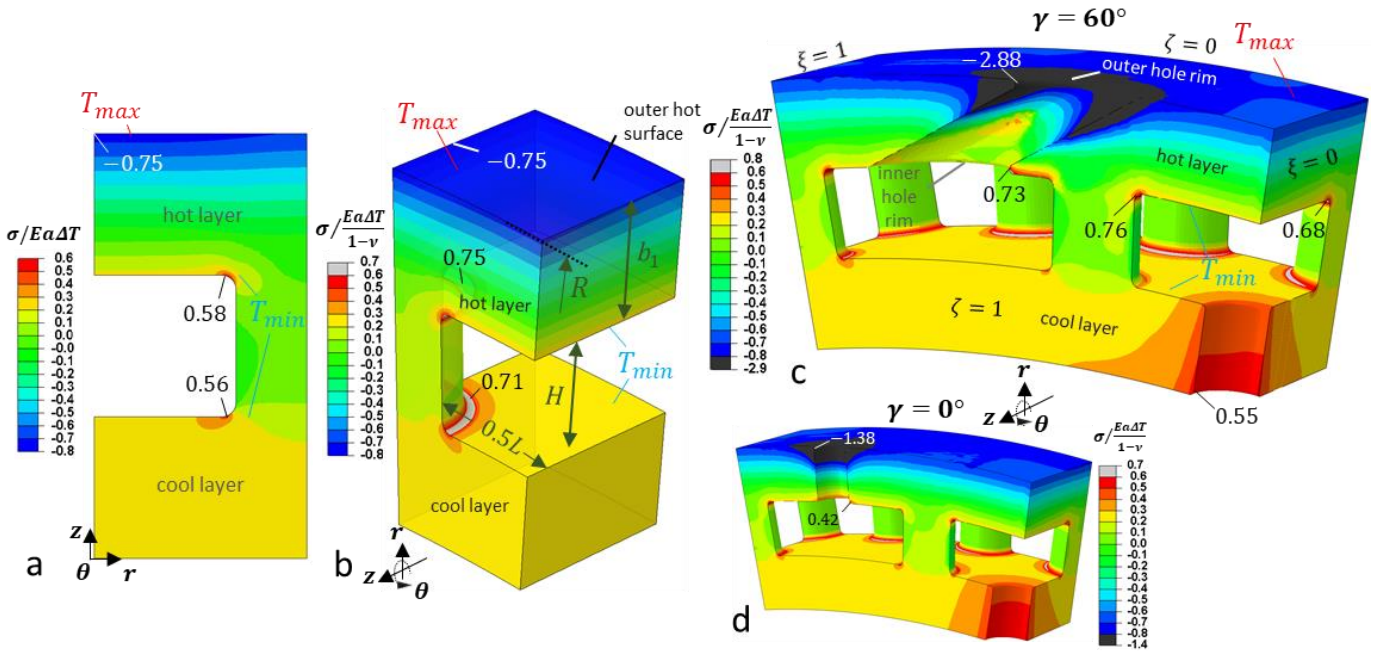 T_max
−0.75
hot layer
σ/EaΔT
0.6
0.5
0.4
0.3
0.2
0.1
0.0
-0.1
-0.2
-0.3
-0.4
-0.5
-0.6
-0.7
-0.8
T_min
0.58
0.56
cool layer
z
θ
r
a
T_max
−0.75
outer hot
surface
σ/EaΔT/1−ν
0.7
0.6
0.5
0.4
0.3
0.2
0.1
0.0
-0.1
-0.2
-0.3
-0.4
-0.5
-0.6
-0.7
-0.8
0.75
hot layer
R
b₁
T_min
0.71
H
0.5L
cool layer
r
z
θ
b
γ = 60°
ξ = 1
ζ = 0
T_max
−2.88
outer hole rim
σ/EaΔT/1−ν
0.8
0.6
0.5
0.4
0.3
0.2
0.1
0.0
-0.1
-0.2
-0.3
-0.4
-0.5
-0.6
-0.7
-0.8
-2.9
hot layer
ξ = 0
inner
hole
rim
0.73
0.76
0.68
T_min
ζ = 1
cool layer
0.55
c
r
z
θ
γ = 0°
−1.38
0.42
σ/EaΔT/1−ν
0.7
0.6
0.5
0.4
0.3
0.2
0.1
0.0
-0.1
-0.2
-0.3
-0.4
-0.5
-0.6
-0.7
-0.8
-1.4
d